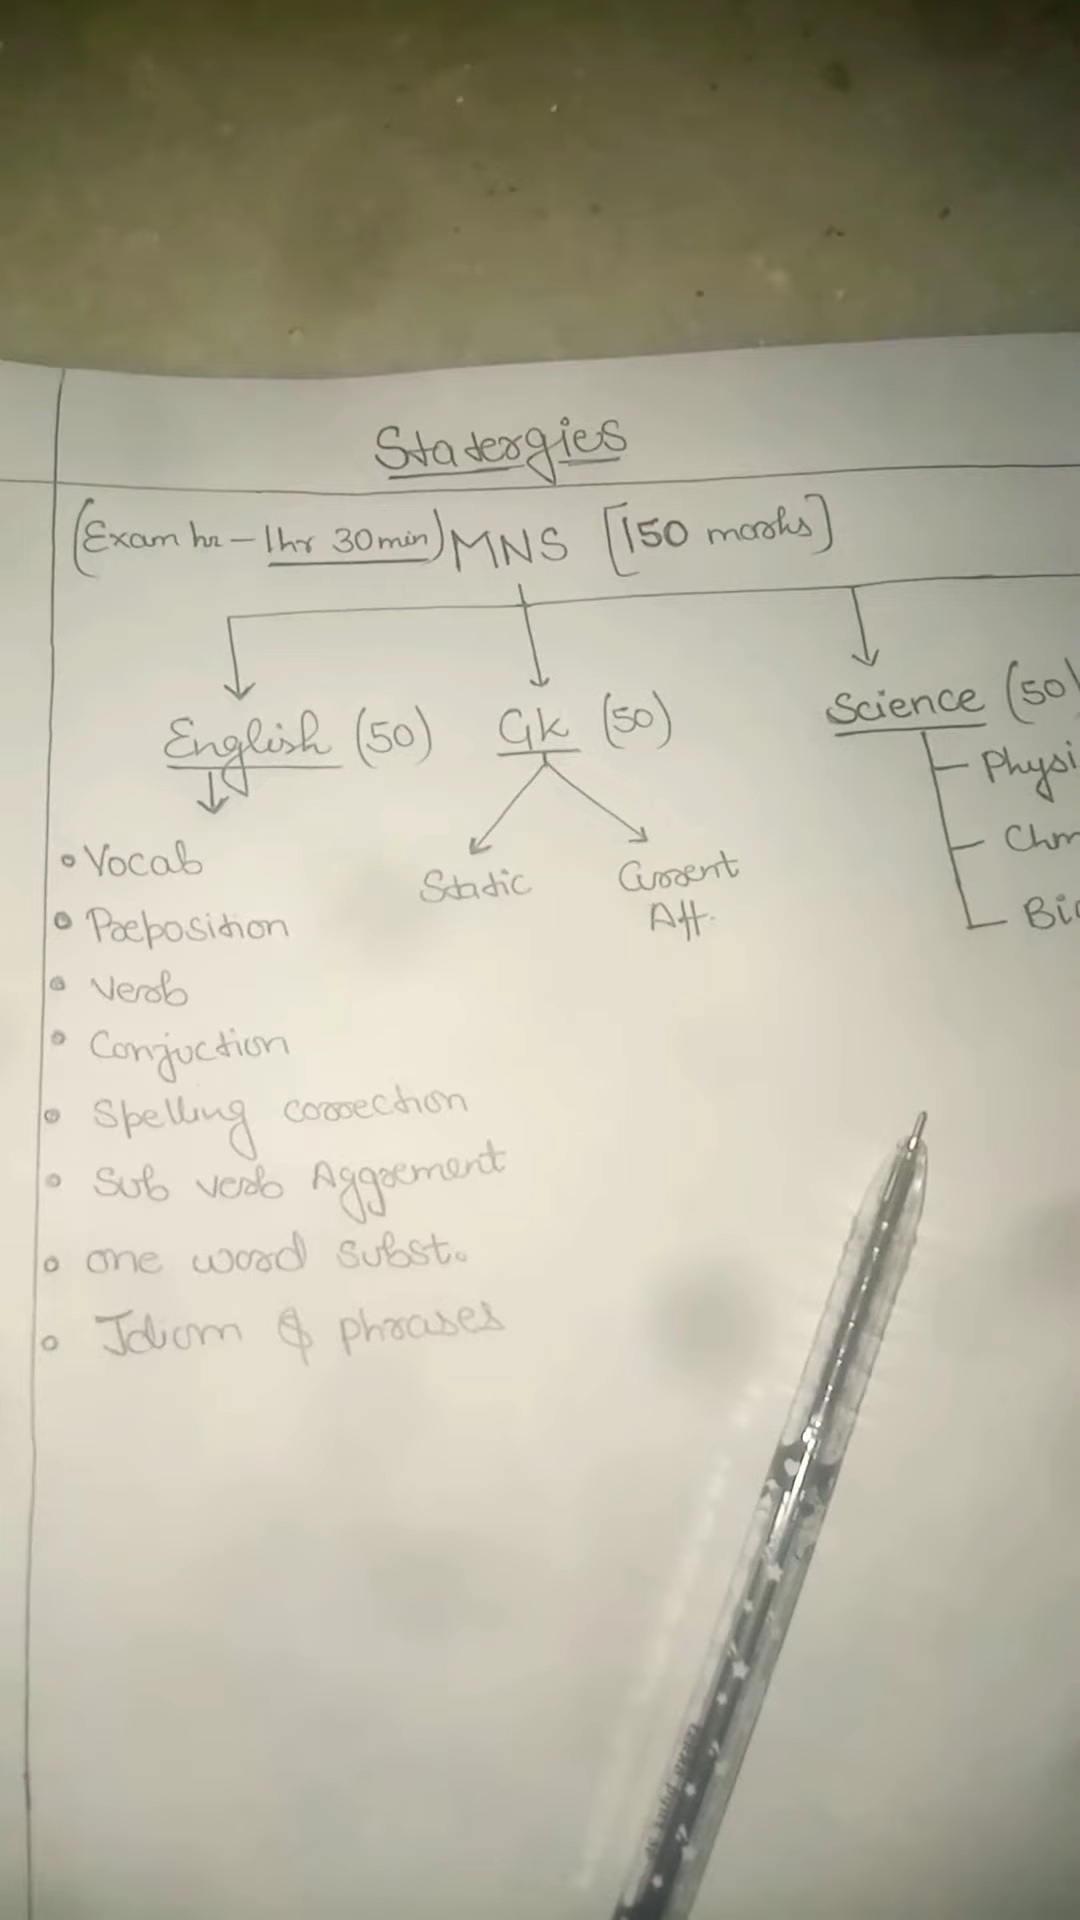 Statergies
(Exam hr – 1hr 30min) MNS [150 marks]
English (50) GK (50) Science (50)
Physi
Chm
Bio
Static Current
Aff.
• Vocab
• Preposition
• Verb
• Conjuction
• Spelling correction
• Sub verb Aggrement
• one word subst.
• Idiom & phrases